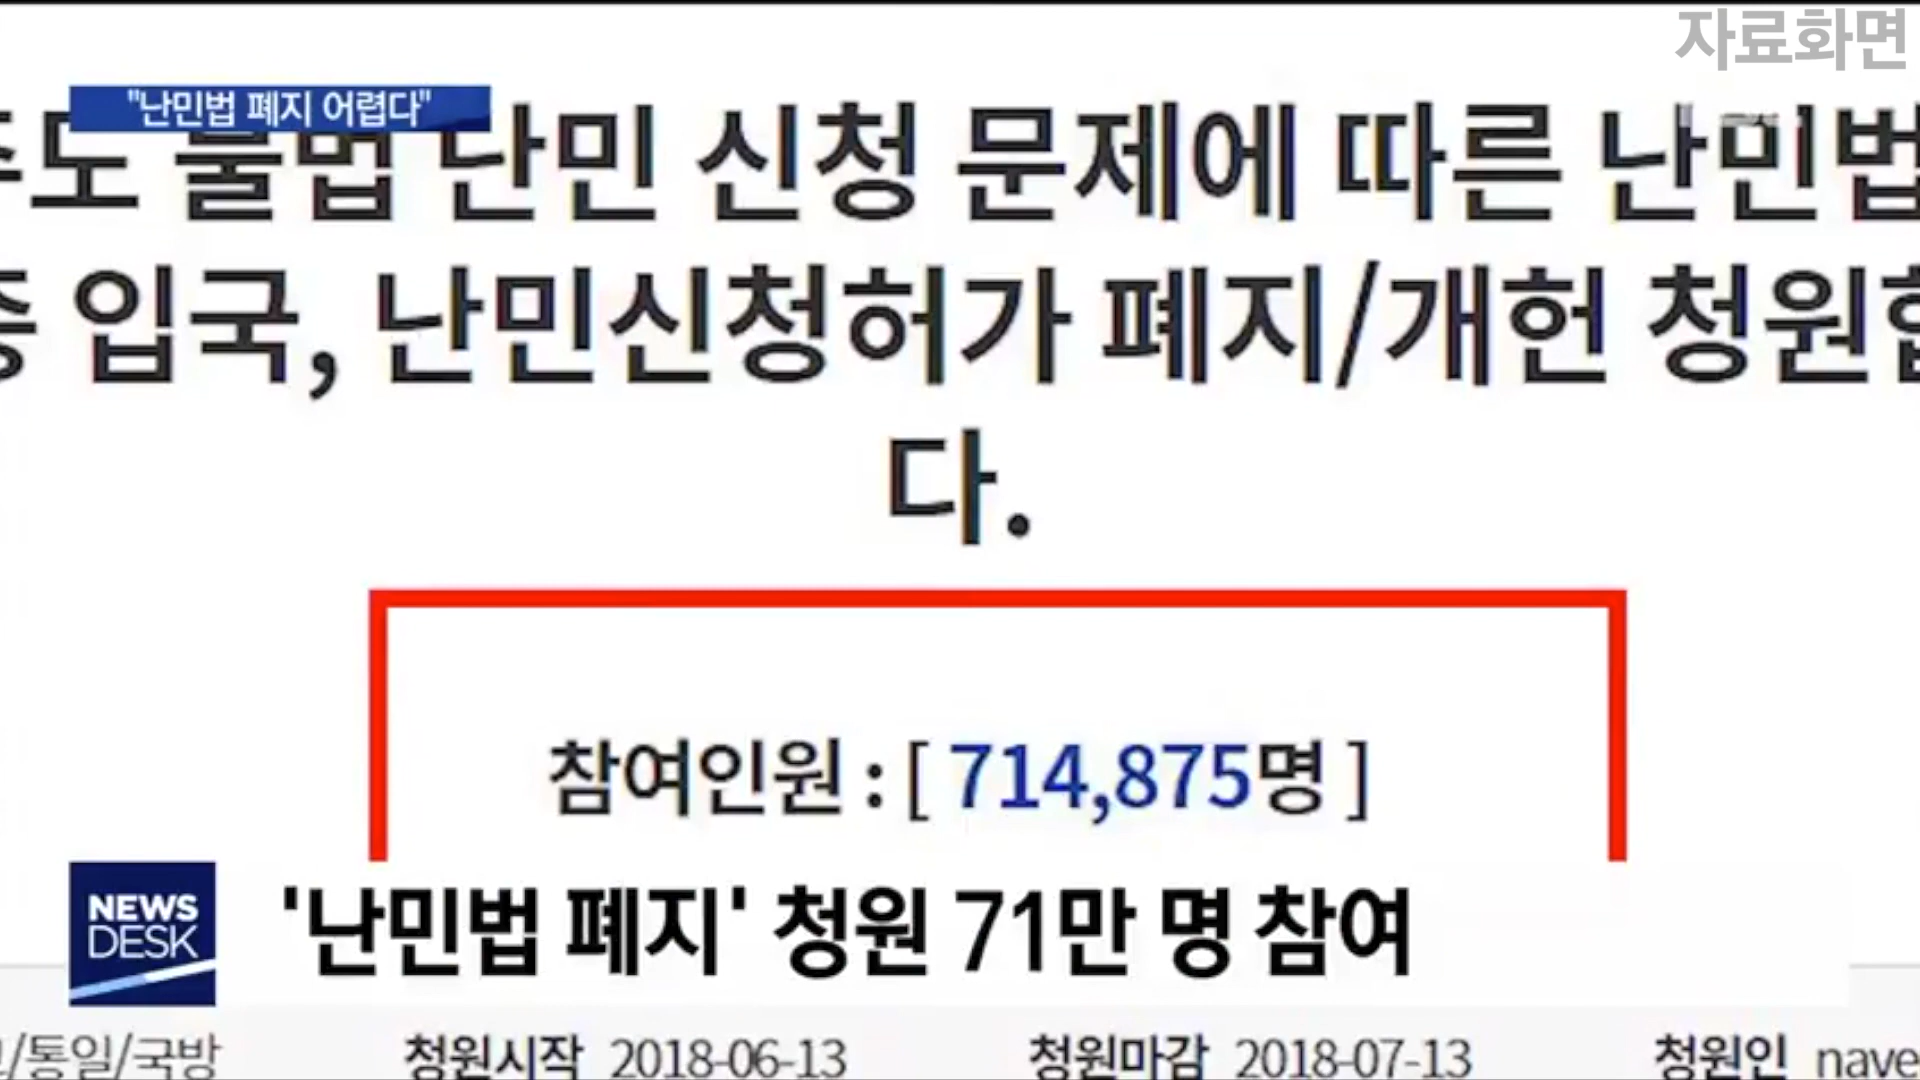 자료화면
"난민법 폐지 어렵다"
도 불법 난민 신청 문제에 따른 난민법
입국, 난민신청허가 폐지/개헌 청원합
다.
참여인원 : [ 714,875명 ]
NEWS
DESK
'난민법 폐지' 청원 71만 명 참여
/통일/국방 청원시작 2018-06-13 청원마감 2018-07-13 청원인 nave